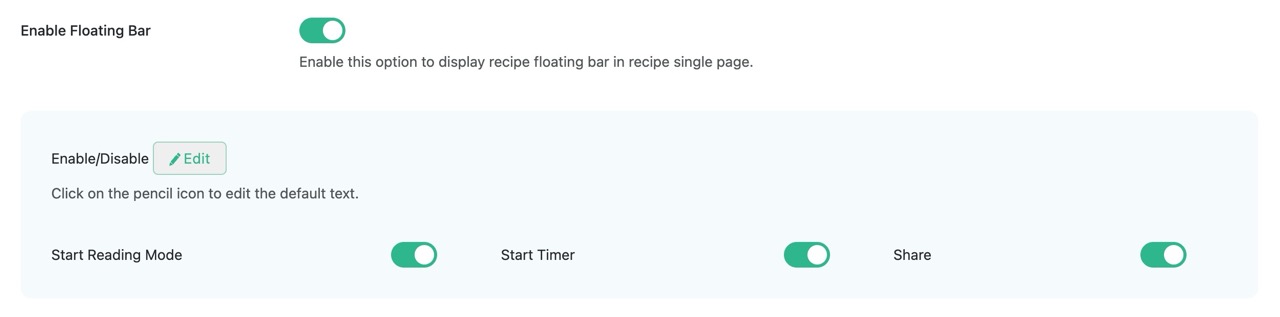 Enable Floating Bar
Enable this option to display recipe floating bar in recipe single page.
Enable/Disable Edit
Click on the pencil icon to edit the default text.
Start Reading Mode Start Timer Share